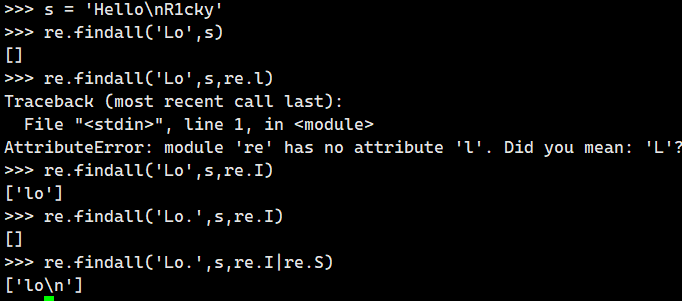 >>> s = 'Hello\nR1cky'
>>> re.findall('Lo',s)
[]
>>> re.findall('Lo',s,re.l)
Traceback (most recent call last):
  File "<stdin>", line 1, in <module>
AttributeError: module 're' has no attribute 'l'. Did you mean: 'L'?
>>> re.findall('Lo',s,re.I)
['lo']
>>> re.findall('Lo.',s,re.I)
[]
>>> re.findall('Lo.',s,re.I|re.S)
['lo\n']